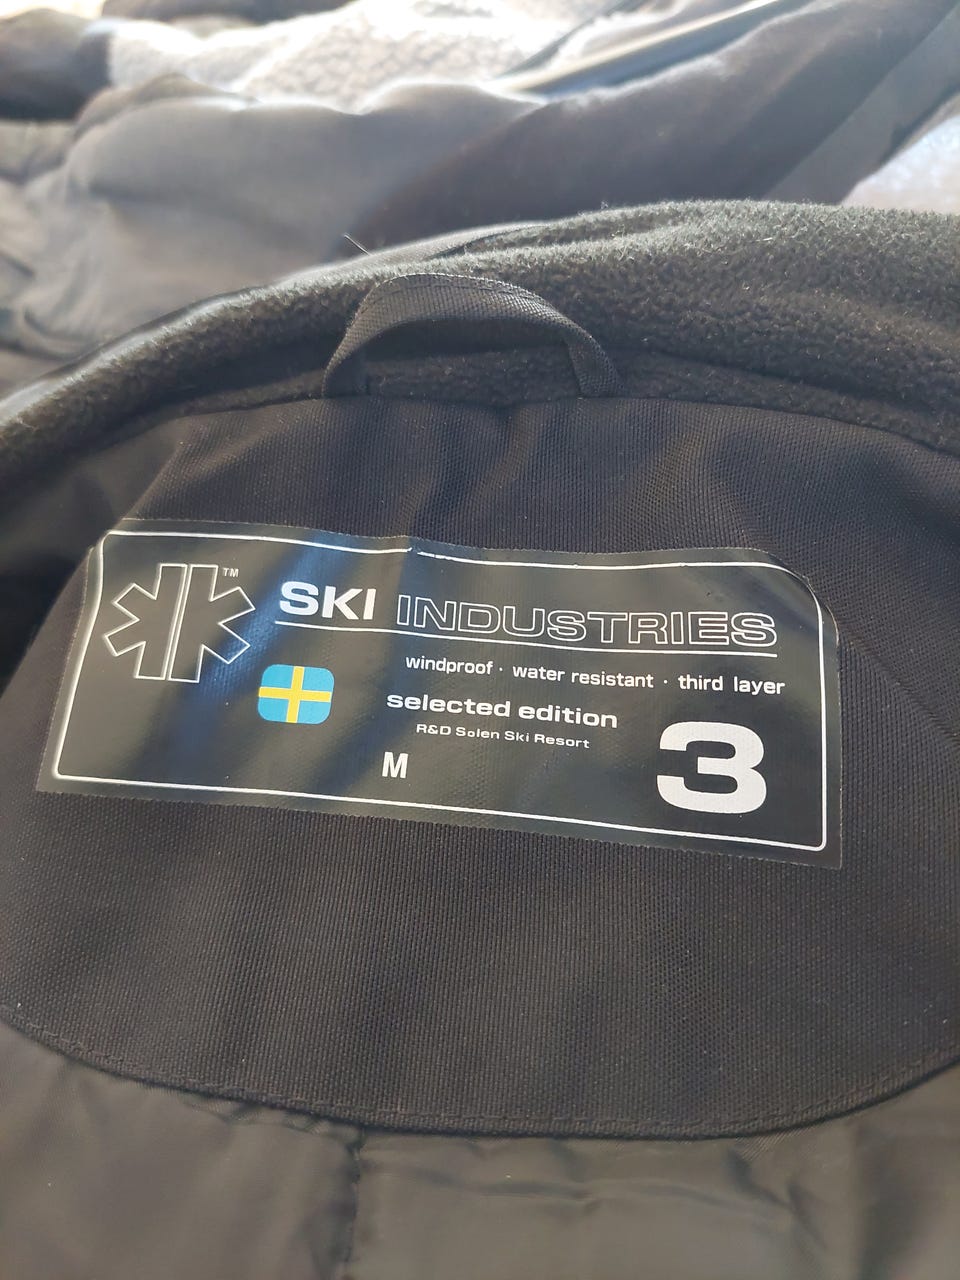 TM
SKI INDUSTRIES
windproof · water resistant · third layer
selected edition
R&D Solen Ski Resort
M
3